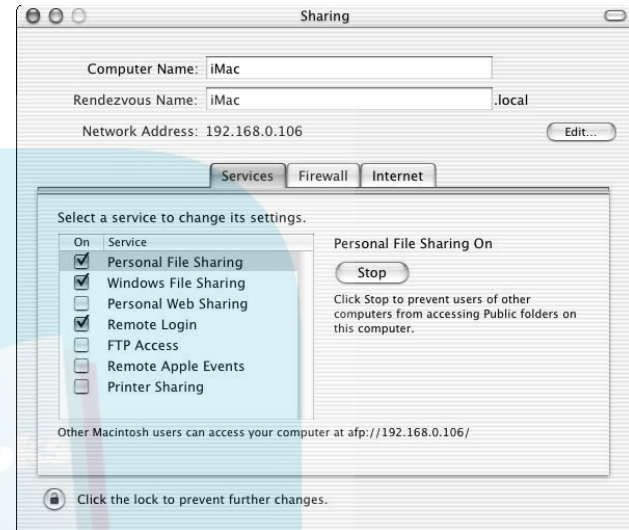 Sharing
Computer Name: iMac
Rendezvous Name: iMac .local
Network Address: 192.168.0.106 Edit...
Services Firewall Internet
Select a service to change its settings.
On Service
Personal File Sharing
Windows File Sharing
Personal Web Sharing
Remote Login
FTP Access
Remote Apple Events
Printer Sharing
Personal File Sharing On
Stop
Click Stop to prevent users of other
computers from accessing Public folders on
this computer.
Other Macintosh users can access your computer at afp://192.168.0.106/
Click the lock to prevent further changes.